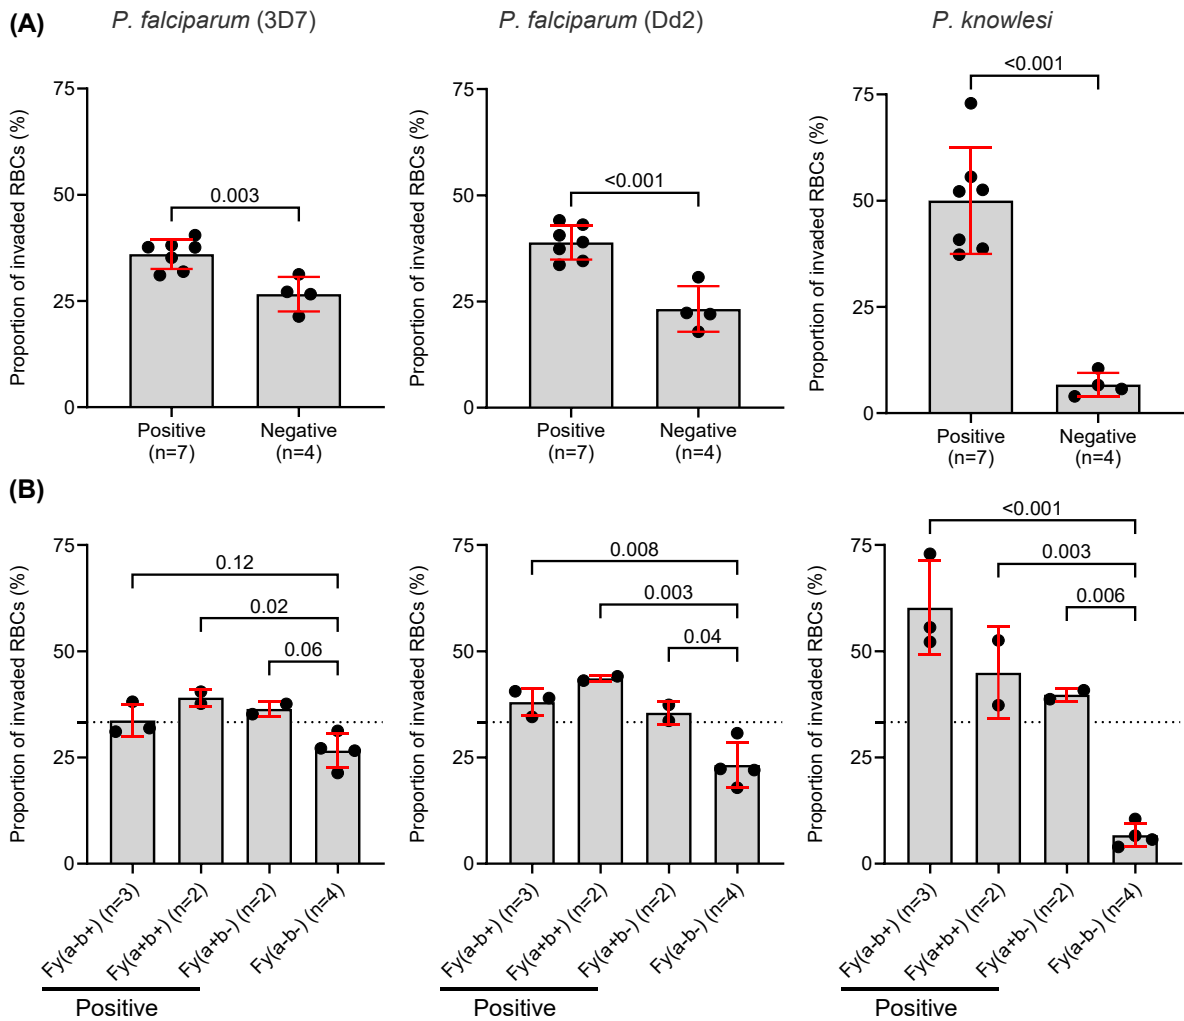 (A)
P. falciparum (3D7)
P. falciparum (Dd2)
P. knowlesi
Proportion of invaded RBCs (%)
75
50
25
0
0.003
Positive
(n=7)
Negative
(n=4)
Proportion of invaded RBCs (%)
75
50
25
0
<0.001
Positive
(n=7)
Negative
(n=4)
Proportion of invaded RBCs (%)
75
50
25
0
<0.001
Positive
(n=7)
Negative
(n=4)
(B)
Proportion of invaded RBCs (%)
75
50
25
0
0.12
0.02
0.06
Fy(a-b+) (n=3)
Fy(a+b+) (n=2)
Fy(a+b-) (n=2)
Fy(a-b-) (n=4)
Positive
Proportion of invaded RBCs (%)
75
50
25
0
0.008
0.003
0.04
Fy(a-b+) (n=3)
Fy(a+b+) (n=2)
Fy(a+b-) (n=2)
Fy(a-b-) (n=4)
Positive
Proportion of invaded RBCs (%)
75
50
25
0
<0.001
0.003
0.006
Fy(a-b+) (n=3)
Fy(a+b+) (n=2)
Fy(a+b-) (n=2)
Fy(a-b-) (n=4)
Positive